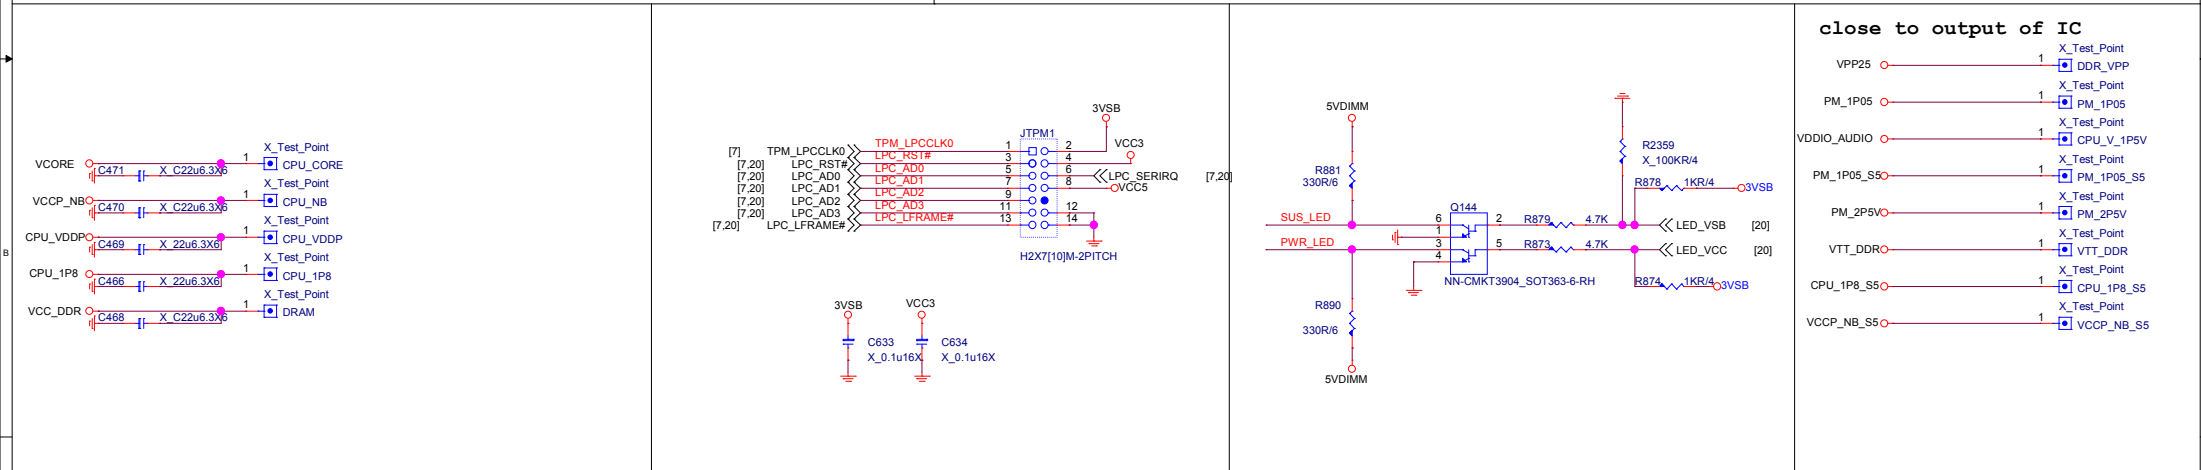 B
X_Test_Point
VCORE
C471
X_C22u6.3X6
1
CPU_CORE
X_Test_Point
VCCP_NB
C470
X_C22u6.3X6
1
CPU_NB
X_Test_Point
CPU_VDDP
C469
X_22u6.3X6
1
CPU_VDDP
X_Test_Point
CPU_1P8
C466
X_22u6.3X6
1
CPU_1P8
X_Test_Point
VCC_DDR
C468
X_C22u6.3X6
1
DRAM
3VSB
JTPM1
VCC3
[7] TPM_LPCCLK0 TPM_LPCCLK0 1 2
[7,20] LPC_RST# LPC_RST# 3 4
[7,20] LPC_AD0 LPC_AD0 5 6 LPC_SERIRQ [7,20]
[7,20] LPC_AD1 LPC_AD1 7 8 VCC5
[7,20] LPC_AD2 LPC_AD2 9
[7,20] LPC_AD3 LPC_AD3 11 12
[7,20] LPC_LFRAME# LPC_LFRAME# 13 14
H2X7[10]M-2PITCH
3VSB
C633
X_0.1u16X
VCC3
C634
X_0.1u16X
5VDIMM
R881
330R/6
R2359
X_100KR/4
R878 1KR/4 3VSB
SUS_LED
Q144
6 2 R879 4.7K LED_VSB [20]
1
PWR_LED
3 5 R873 4.7K LED_VCC [20]
4
NN-CMKT3904_SOT363-6-RH
R874 1KR/4 3VSB
R890
330R/6
5VDIMM
close to output of IC
X_Test_Point
VPP25 1 DDR_VPP
X_Test_Point
PM_1P05 1 PM_1P05
X_Test_Point
VDDIO_AUDIO 1 CPU_V_1P5V
X_Test_Point
PM_1P05_S5 1 PM_1P05_S5
X_Test_Point
PM_2P5V 1 PM_2P5V
X_Test_Point
VTT_DDR 1 VTT_DDR
X_Test_Point
CPU_1P8_S5 1 CPU_1P8_S5
X_Test_Point
VCCP_NB_S5 1 VCCP_NB_S5